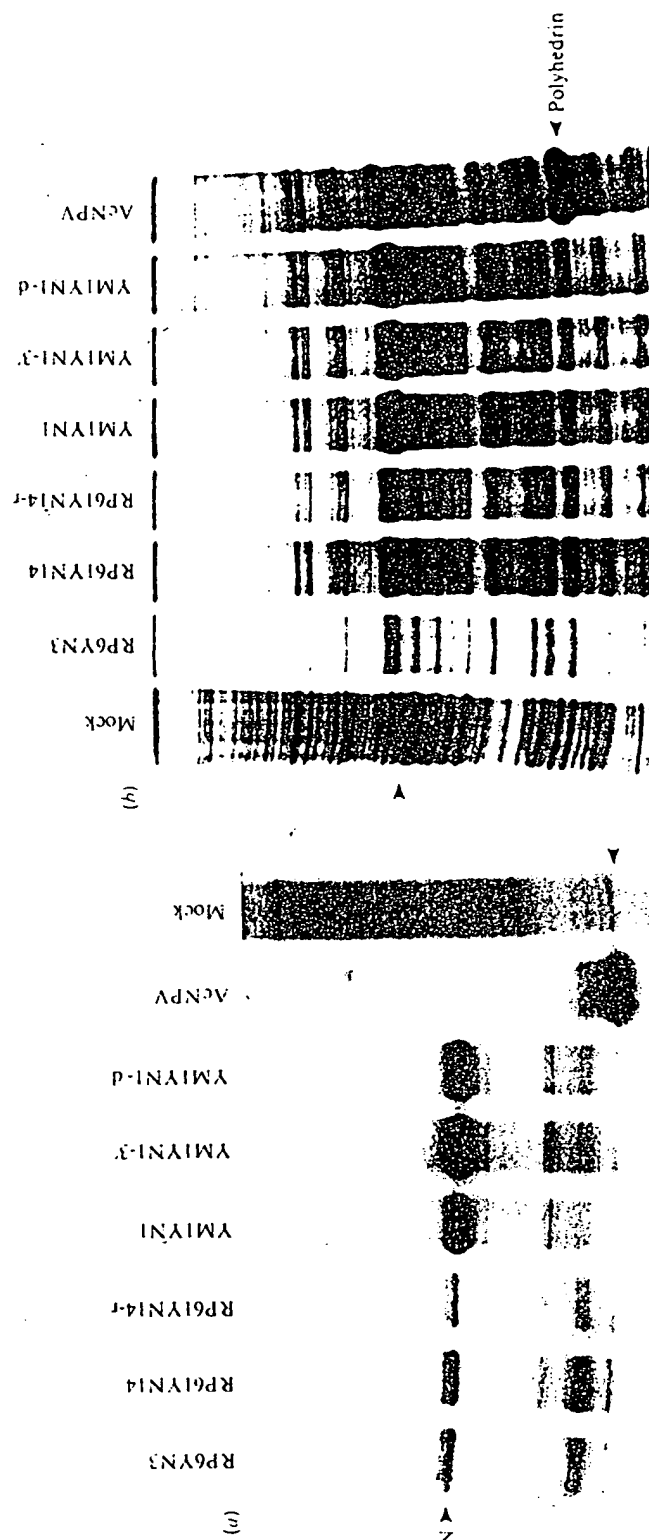 (a)
RP6YN3
RP61YN14
RP61YN14-r
YM1YN1
YM1YN1-3'
YM1YN1-d
AcNPV
Mock
N
(b)
Mock
RP6YN3
RP61YN14
RP61YN14-r
YM1YN1
YM1YN1-3'
YM1YN1-d
AcNPV
Polyhedrin